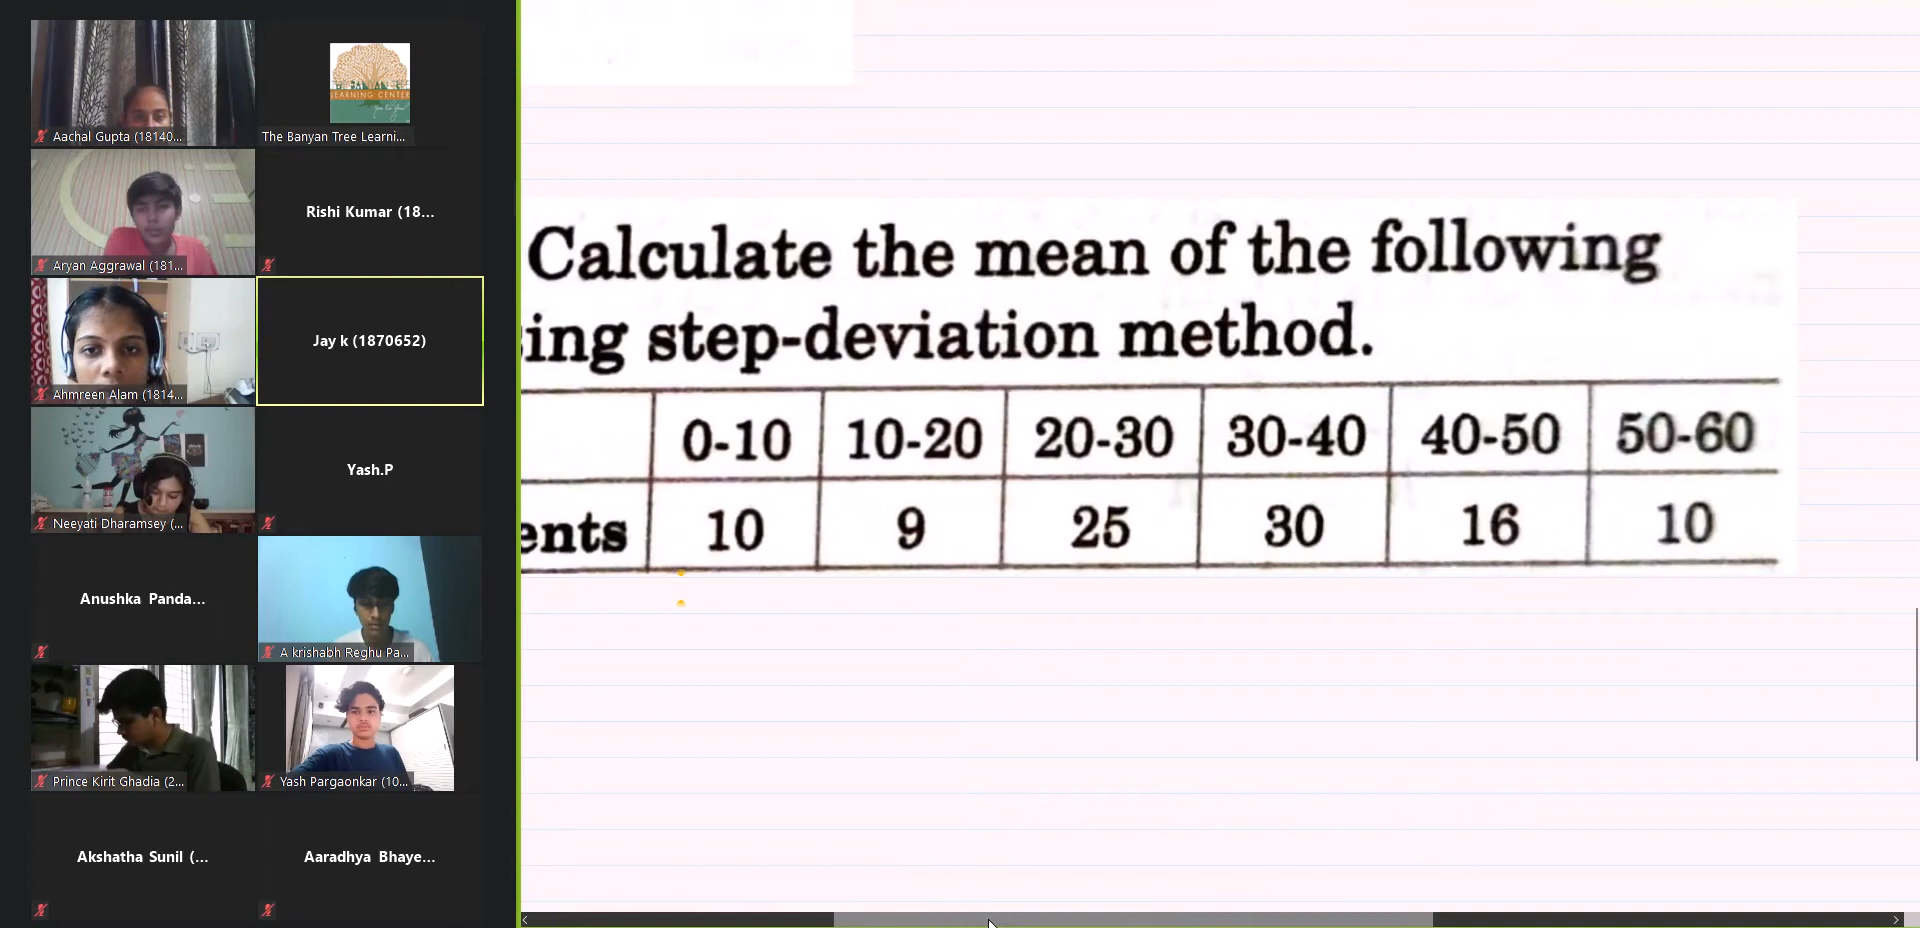 Aachal Gupta (18140...
LEARNING CENTER
The Banyan Tree Learni...
Aryan Aggrawal (181...
Rishi Kumar (18...
Ahmreen Alam (1814...
Jay k (1870652)
Neeyati Dharamsey (...
Yash.P
Anushka Panda...
A krishabh Reghu Pa...
Prince Kirit Ghadia (2...
Yash Pargaonkar (10...
Akshatha Sunil (...
Aaradhya Bhaye...
Calculate the mean of the following
ing step-deviation method.
0-10 10-20 20-30 30-40 40-50 50-60
ents 10 9 25 30 16 10